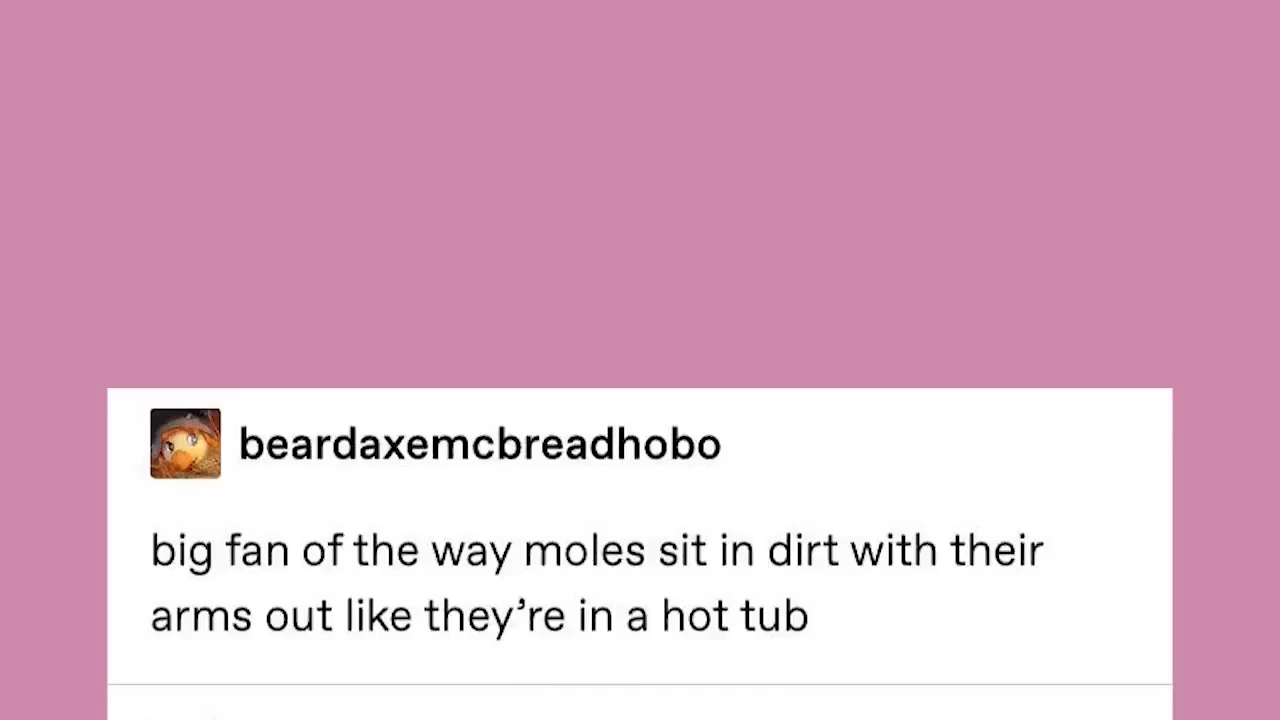 beardaxemcbreadhobo
big fan of the way moles sit in dirt with their
arms out like they’re in a hot tub